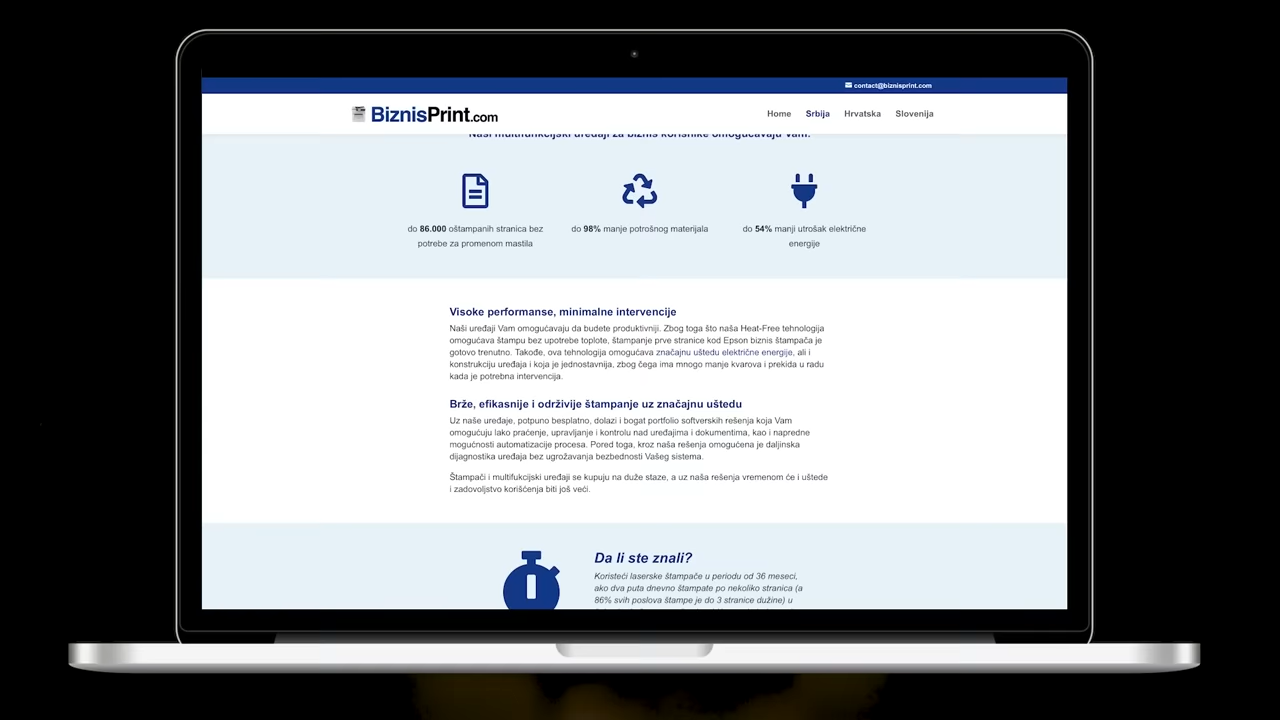 contact@biznisprint.com
BiznisPrint.com
Home Srbija Hrvatska Slovenija
Naši multifunkcijski uređaji za biznis korisnike omogućavaju Vam:
do 86.000 oštampanih stranica bez
potrebe za promenom mastila
do 98% manje potrošnog materijala
do 54% manji utrošak električne
energije
Visoke performanse, minimalne intervencije
Naši uređaji Vam omogućavaju da budete produktivniji. Zbog toga što naša Heat-Free tehnologija
omogućava štampu bez upotrebe toplote, štampanje prve stranice kod Epson biznis štampača je
gotovo trenutno. Takođe, ova tehnologija omogućava značajnu uštedu električne energije, ali i
konstrukciju uređaja i koja je jednostavnija, zbog čega ima mnogo manje kvarova i prekida u radu
kada je potrebna intervencija.
Brže, efikasnije i održivije štampanje uz značajnu uštedu
Uz naše uređaje, potpuno besplatno, dolazi i bogat portfolio softverskih rešenja koja Vam
omogućuju lako praćenje, upravljanje i kontrolu nad uređajima i dokumentima, kao i napredne
mogućnosti automatizacije procesa. Pored toga, kroz naša rešenja omogućena je daljinska
dijagnostika uređaja bez ugrožavanja bezbednosti Vašeg sistema.
Štampači i multifukcijski uređaji se kupuju na duže staze, a uz naša rešenja vremenom će i uštede
i zadovoljstvo korišćenja biti još veći.
Da li ste znali?
Koristeći laserske štampače u periodu od 36 meseci,
ako dva puta dnevno štampate po nekoliko stranica (a
86% svih poslova štampe je do 3 stranice dužine) u